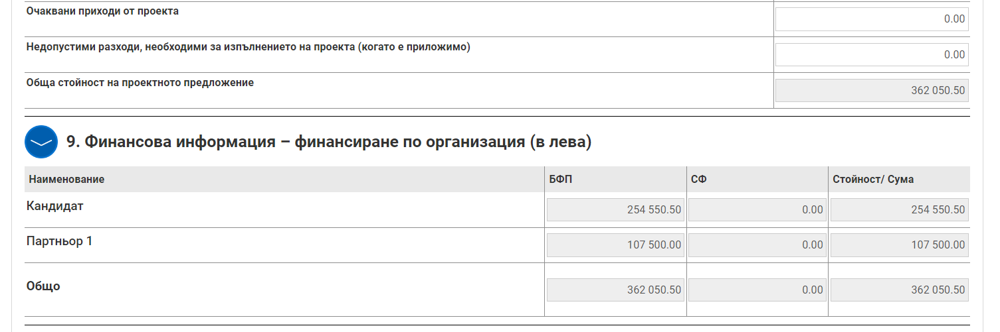 Очаквани приходи от проекта 0.00
Недопустими разходи, необходими за изпълнението на проекта (когато е приложимо) 0.00
Обща стойност на проектното предложение 362 050.50
9. Финансова информация – финансиране по организация (в лева)
Наименование БФП СФ Стойност/ Сума
Кандидат 254 550.50 0.00 254 550.50
Партньор 1 107 500.00 0.00 107 500.00
Общо 362 050.50 0.00 362 050.50